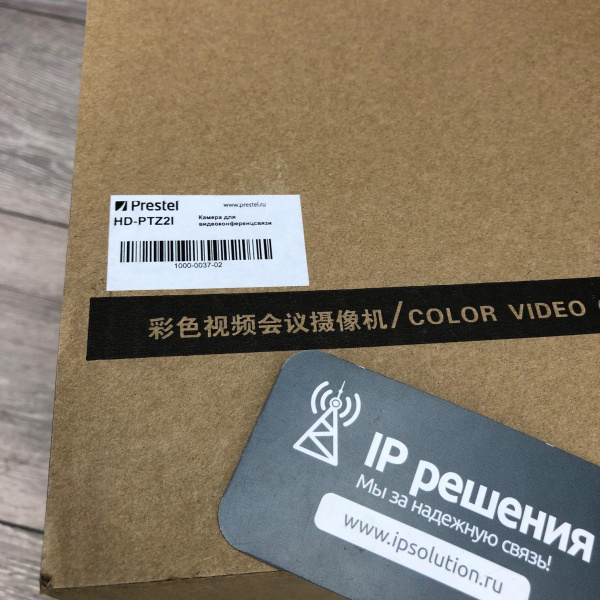 Prestel
www.prestel.ru
HD-PTZ2I
Камера для
видеоконференцсвязи
1000-0037-02
彩色视频会议摄像机/COLOR VIDEO
IP решения
Мы за надежную связь!
www.ipsolution.ru